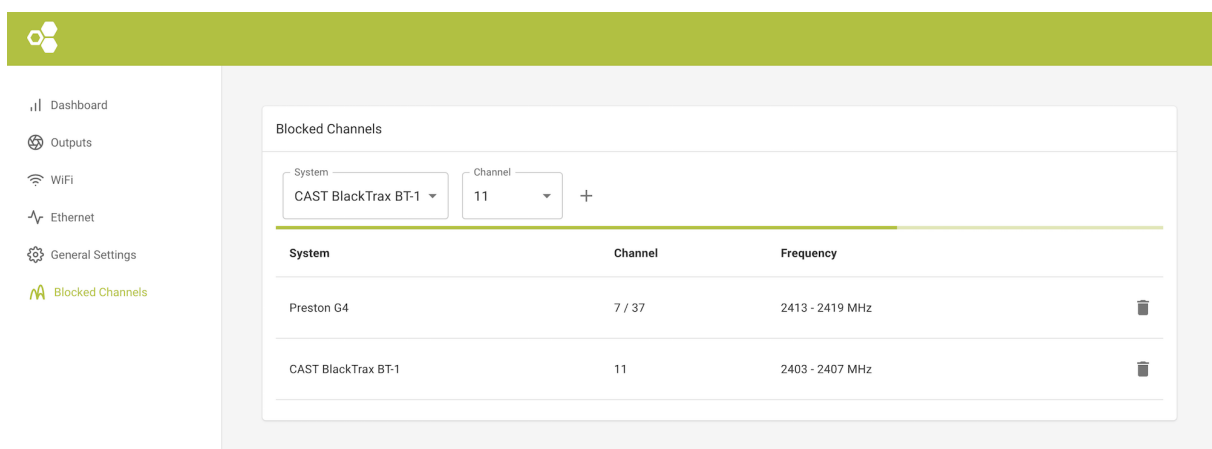 Dashboard
Outputs
WiFi
Ethernet
General Settings
Blocked Channels
Blocked Channels
System Channel
CAST BlackTrax BT-1 11 +
System Channel Frequency
Preston G4 7 / 37 2413 - 2419 MHz
CAST BlackTrax BT-1 11 2403 - 2407 MHz